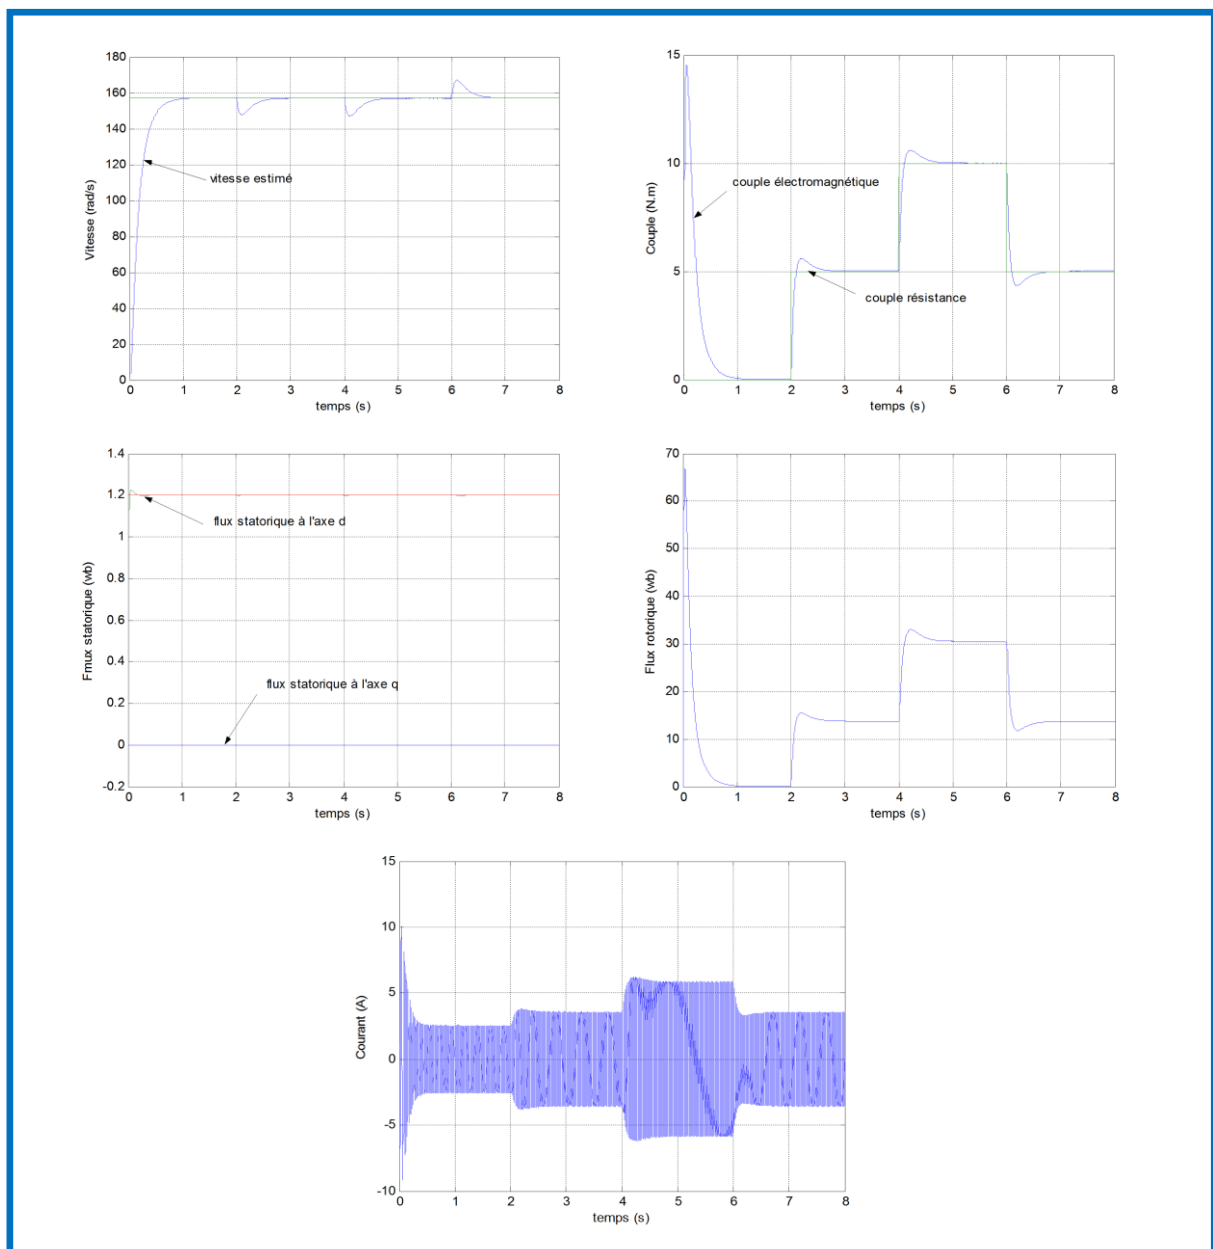 180
160
140
120
100
80
60
40
20
0
Vitesse (rad/s)
vitesse estimé
0 1 2 3 4 5 6 7 8
temps (s)
15
10
5
0
Couple (N.m)
couple électromagnétique
couple résistance
0 1 2 3 4 5 6 7 8
temps (s)
1.4
1.2
1
0.8
0.6
0.4
0.2
0
-0.2
Fmux statorique (wb)
flux statorique à l'axe d
flux statorique à l'axe q
0 1 2 3 4 5 6 7 8
temps (s)
70
60
50
40
30
20
10
0
Flux rotorique (wb)
0 1 2 3 4 5 6 7 8
temps (s)
15
10
5
0
-5
-10
Courant (A)
0 1 2 3 4 5 6 7 8
temps (s)